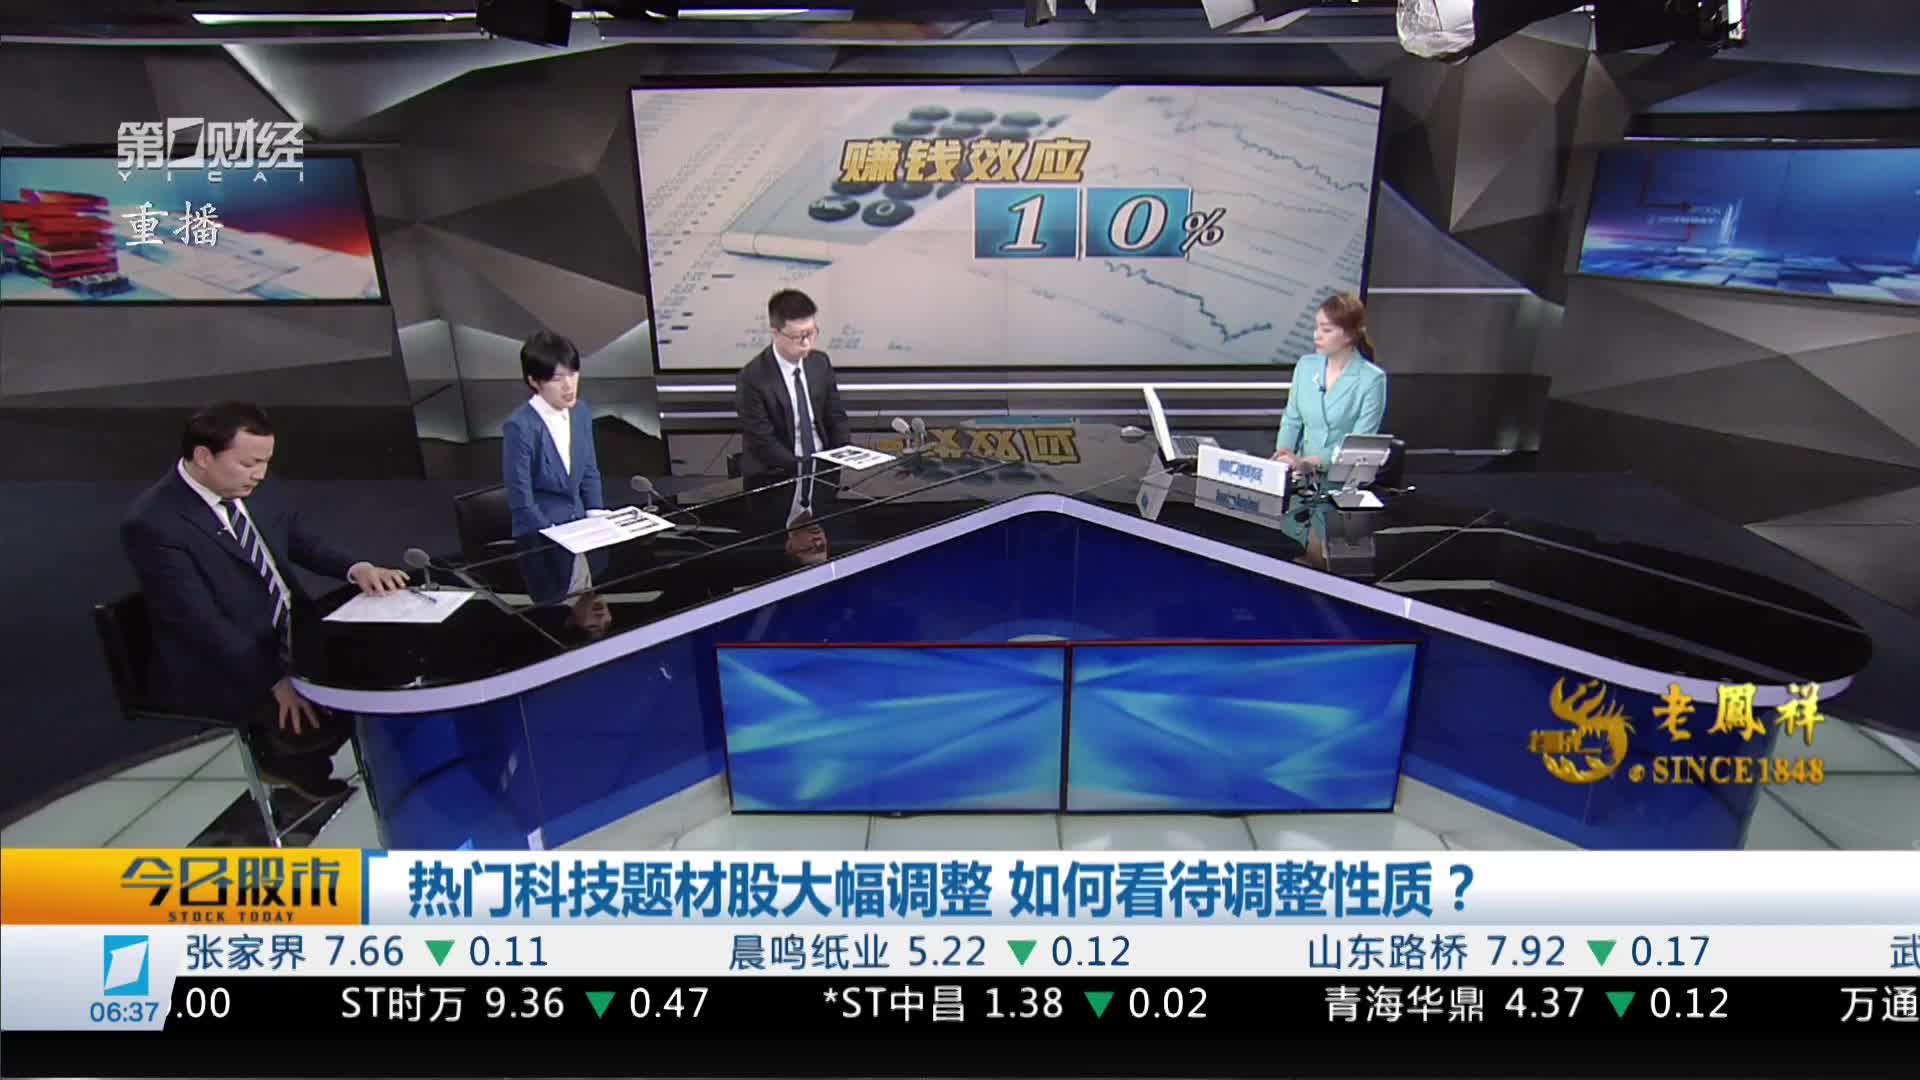 第一财经
YICAI
重播
赚钱效应
10%
老鳳祥
SINCE1848
今日股市
STOCK TODAY
热门科技题材股大幅调整 如何看待调整性质？
张家界 7.66 ▼ 0.11 晨鸣纸业 5.22 ▼ 0.12 山东路桥 7.92 ▼ 0.17 武
06:37
.00 ST时万 9.36 ▼ 0.47 *ST中昌 1.38 ▼ 0.02 青海华鼎 4.37 ▼ 0.12 万通